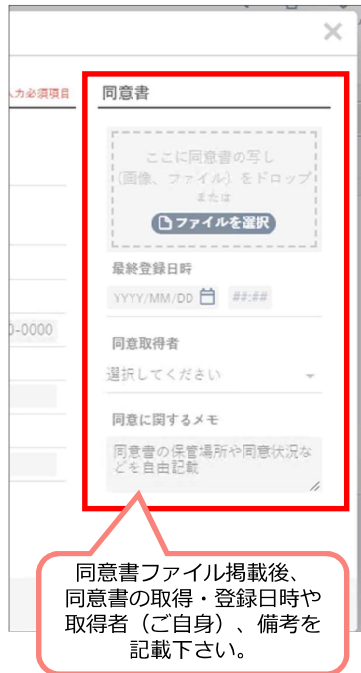 入力必須項目
同意書
ここに同意書の写し
(画像、ファイル) をドロップ
または
ファイルを選択
最終登録日時
YYYY/MM/DD ##:##
0-0000
同意取得者
選択してください
同意に関するメモ
同意書の保管場所や同意状況な
どを自由記載
同意書ファイル掲載後、
同意書の取得・登録日時や
取得者（ご自身）、備考を
記載下さい。